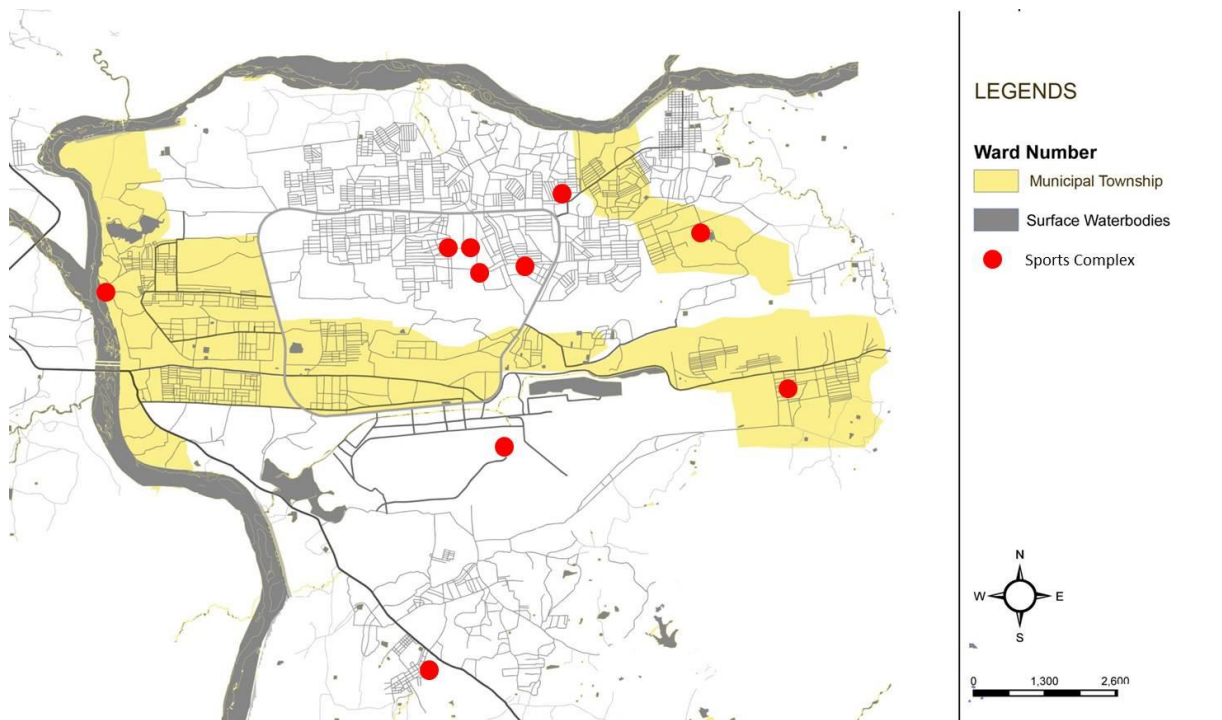 LEGENDS
Ward Number
Municipal Township
Surface Waterbodies
Sports Complex
N
W E
S
0 1,300 2,600